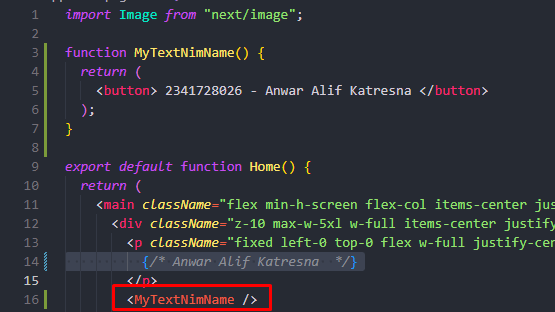 1 import Image from "next/image";
2
3 function MyTextNimName() {
4 return (
5 <button> 2341728026 - Anwar Alif Katresna </button>
6 );
7 }
8
9 export default function Home() {
10 return (
11 <main className="flex min-h-screen flex-col items-center just
12 <div className="z-10 max-w-5xl w-full items-center justify
13 <p className="fixed left-0 top-0 flex w-full justify-cen
14 {/* Anwar Alif Katresna */}
15 </p>
16 <MyTextNimName />